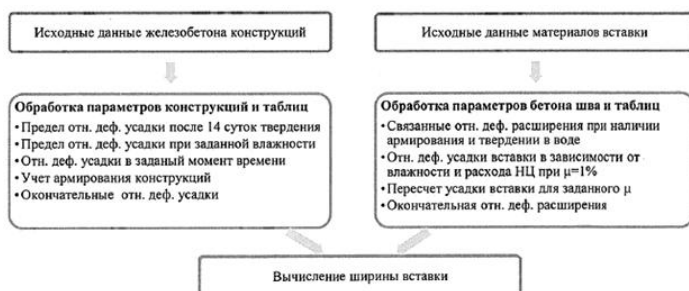 Исходные данные железобетона конструкций
Исходные данные материалов вставки
Обработка параметров конструкций и таблиц
•Предел отн. деф. усадки после 14 суток твердения
•Предел отн. деф. усадки при заданной влажности
•Отн. деф. усадки в заданый момент времени
•Учет армирования конструкций
•Окончательные отн. деф. усадки
Обработка параметров бетона шва и таблиц
•Связанные отн. деф. расширения при наличии
армирования и твердении в воде
•Отн. деф. усадки вставки в зависимости от
влажности и расхода НЦ при μ=1%
•Пересчет усадки вставки для заданного μ
•Окончательная отн. деф. расширения
Вычисление ширины вставки